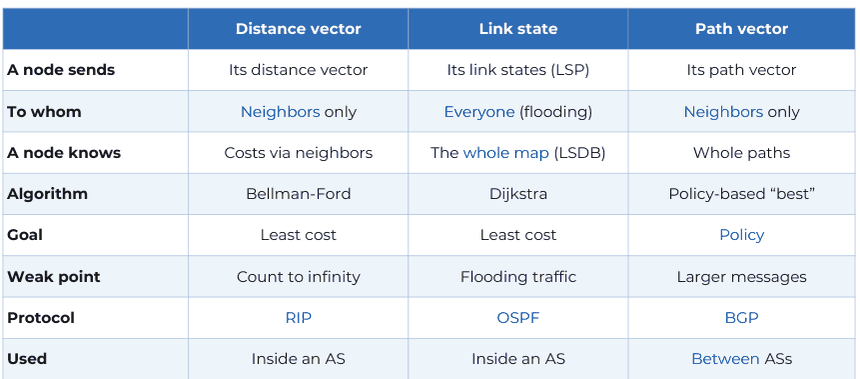 Distance vector Link state Path vector
A node sends Its distance vector Its link states (LSP) Its path vector
To whom Neighbors only Everyone (flooding) Neighbors only
A node knows Costs via neighbors The whole map (LSDB) Whole paths
Algorithm Bellman-Ford Dijkstra Policy-based “best”
Goal Least cost Least cost Policy
Weak point Count to infinity Flooding traffic Larger messages
Protocol RIP OSPF BGP
Used Inside an AS Inside an AS Between ASs